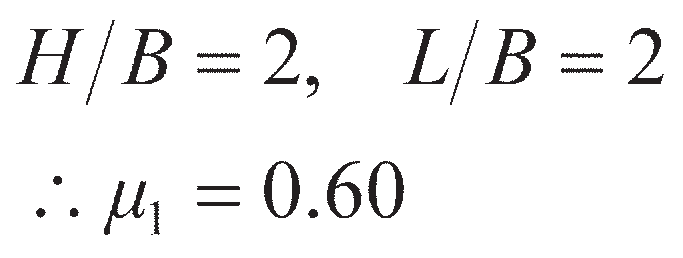 H/B = 2, L/B = 2
∴ μ₁ = 0.60